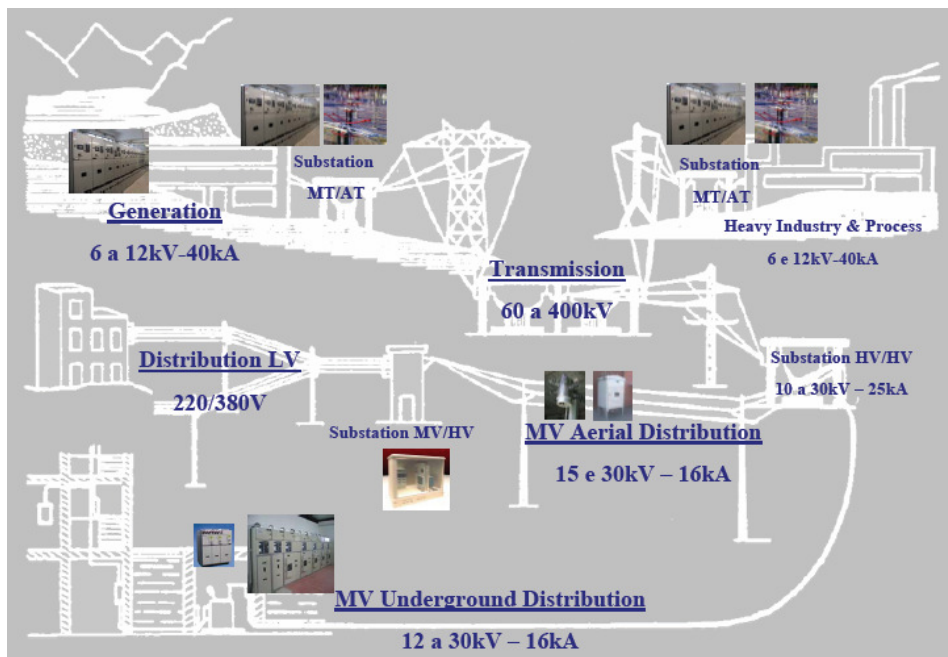 Substation
MT/AT
Substation
MT/AT
Generation
6 a 12kV-40kA
Heavy Industry & Process
6 e 12kV-40kA
Transmission
60 a 400kV
Distribution LV
220/380V
Substation HV/HV
10 a 30kV – 25kA
Substation MV/HV
MV Aerial Distribution
15 e 30kV – 16kA
MV Underground Distribution
12 a 30kV – 16kA